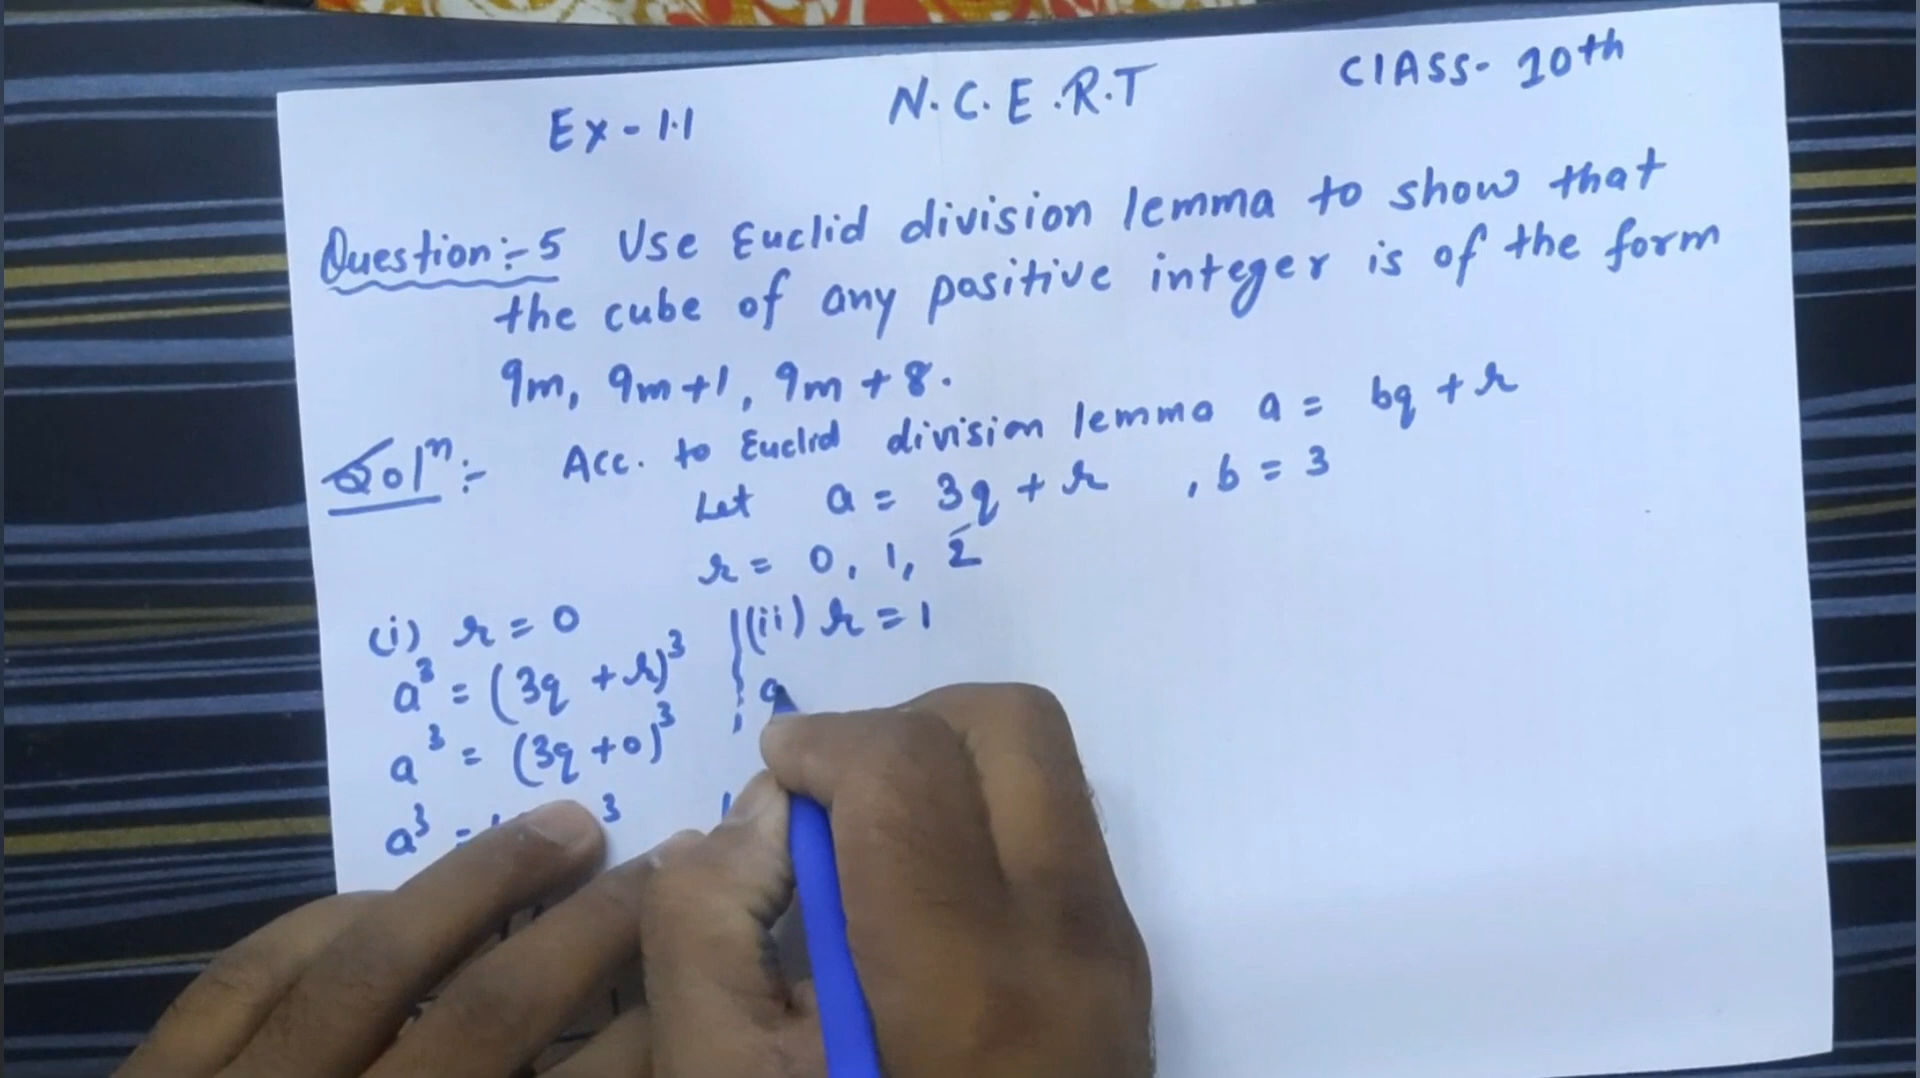 Ex-1.1 N.C.E.R.T CLASS- 10th
Question:-5 Use Euclid division lemma to show that
the cube of any positive integer is of the form
9m, 9m+1, 9m+8.
Solⁿ:- Acc. to Euclid division lemma a = bq + r
Let a = 3q + r , b = 3
r = 0, 1, 2
(i) r = 0 (ii) r = 1
a³ = (3q + r)³ a
a³ = (3q + 0)³
a³ = 3